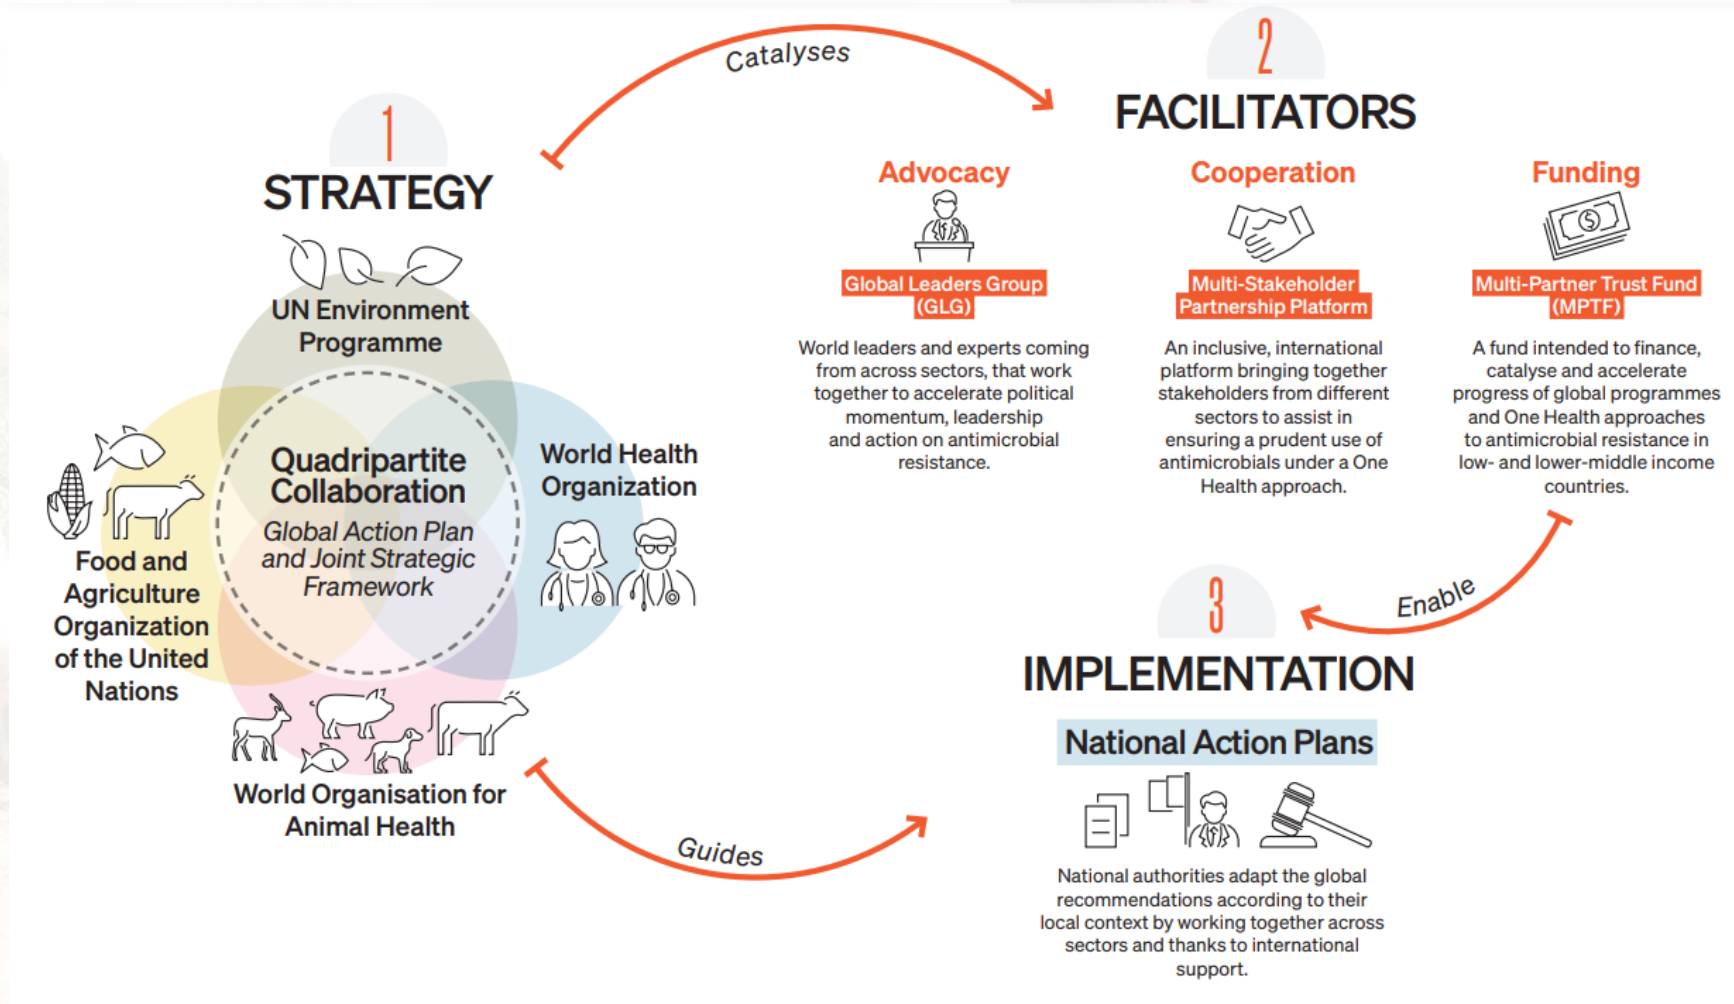 1
STRATEGY
UN Environment
Programme
Quadripartite
Collaboration
Global Action Plan
and Joint Strategic
Framework
World Health
Organization
Food and
Agriculture
Organization
of the United
Nations
World Organisation for
Animal Health
Catalyses
2
FACILITATORS
Advocacy
Global Leaders Group
(GLG)
World leaders and experts coming
from across sectors, that work
together to accelerate political
momentum, leadership
and action on antimicrobial
resistance.
Cooperation
Multi-Stakeholder
Partnership Platform
An inclusive, international
platform bringing together
stakeholders from different
sectors to assist in
ensuring a prudent use of
antimicrobials under a One
Health approach.
Funding
$
Multi-Partner Trust Fund
(MPTF)
A fund intended to finance,
catalyse and accelerate
progress of global programmes
and One Health approaches
to antimicrobial resistance in
low- and lower-middle income
countries.
Enable
3
IMPLEMENTATION
National Action Plans
National authorities adapt the global
recommendations according to their
local context by working together across
sectors and thanks to international
support.
Guides